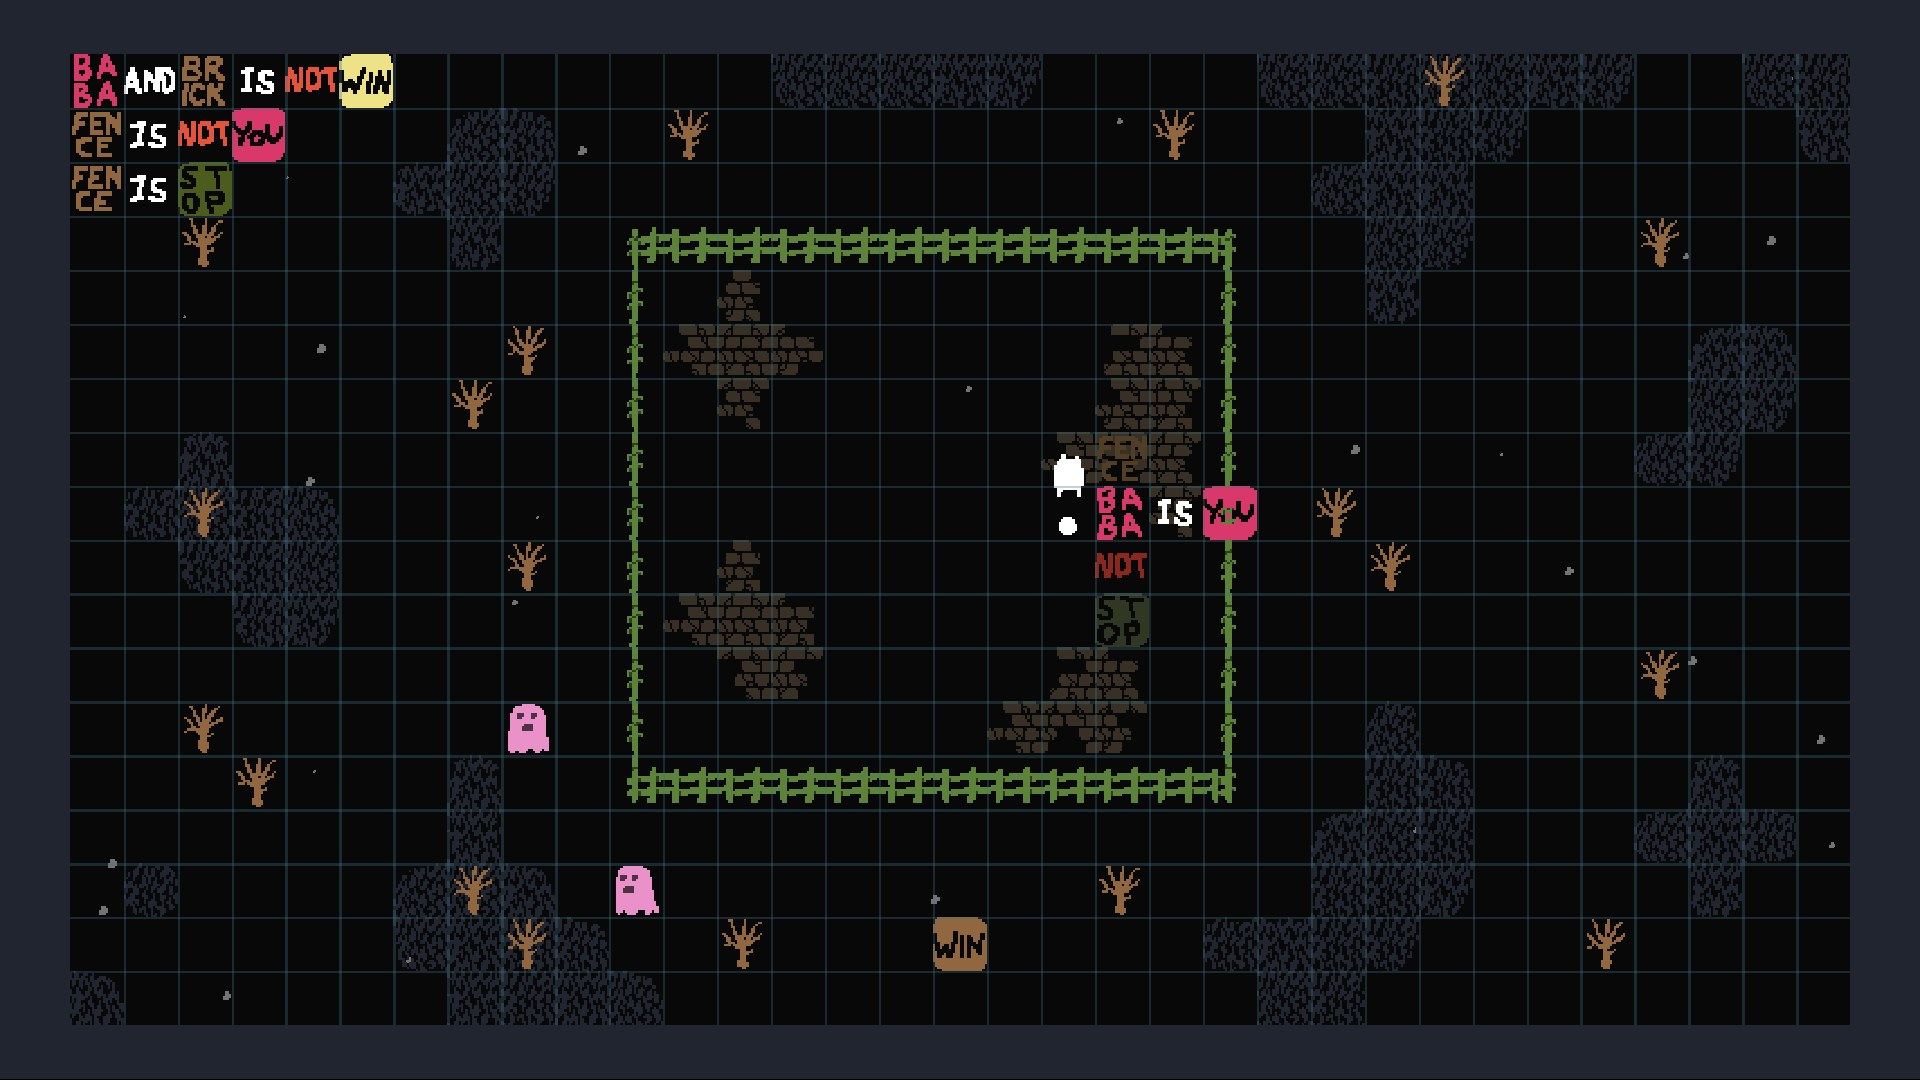 BABA AND BRICK IS NOT WIN
FENCE IS NOT YOU
FENCE IS STOP
FENCE
BABA IS YOU
NOT
STOP
WIN